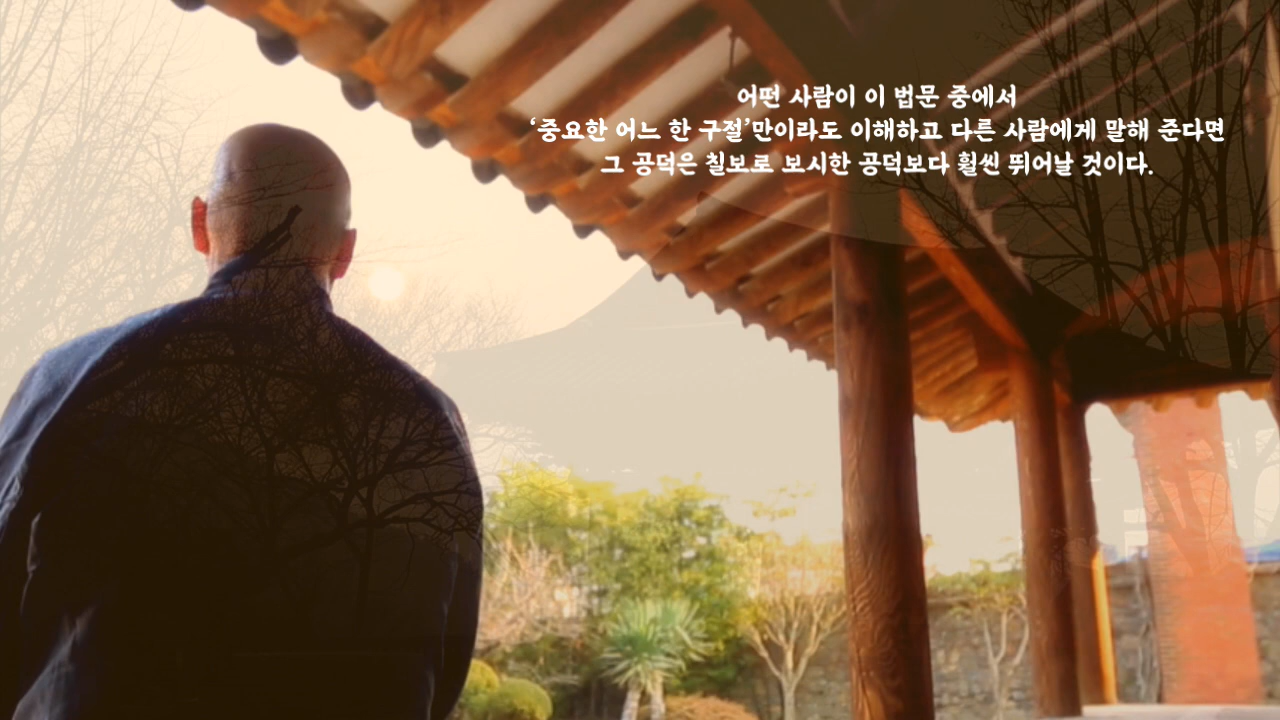 어떤 사람이 이 법문 중에서
‘중요한 어느 한 구절’만이라도 이해하고 다른 사람에게 말해 준다면
그 공덕은 칠보로 보시한 공덕보다 훨씬 뛰어날 것이다.